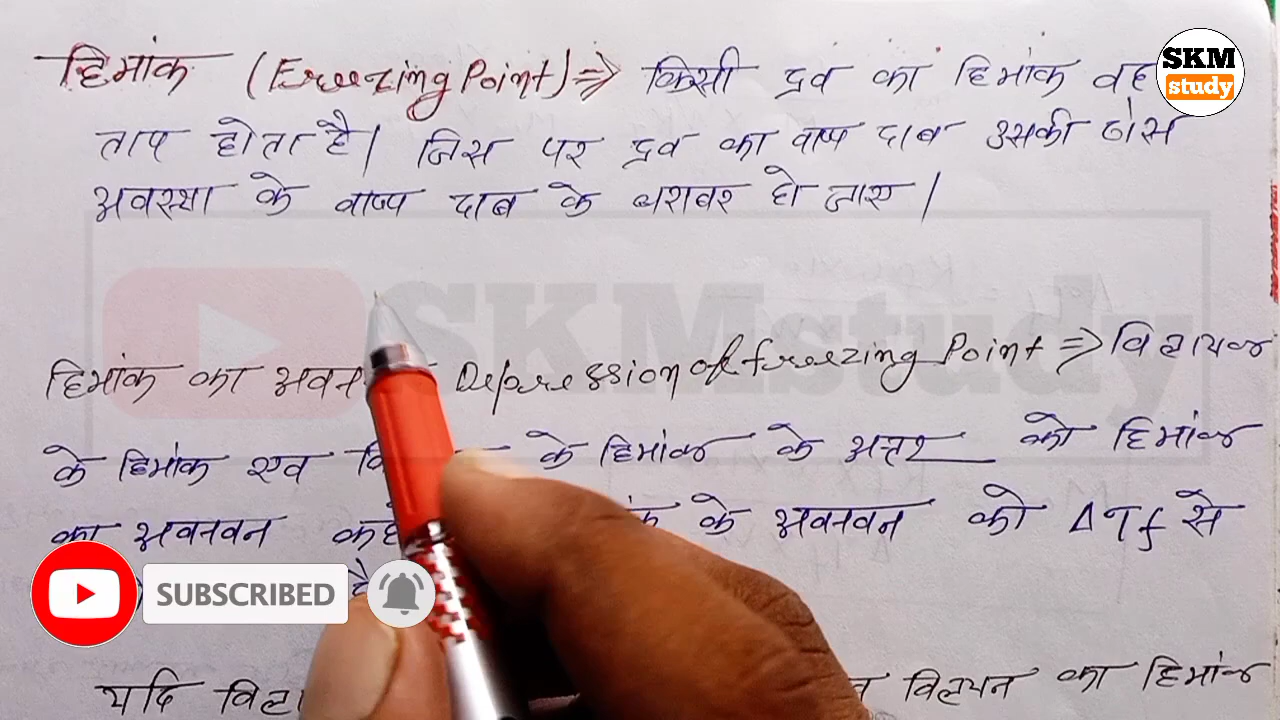 हिमांक (Freezing Point) ⇒ किसी द्रव का हिमांक वह
SKM
study
ताप होता है। जिस पर द्रव का वाष्प दाब उसकी ठोस
अवस्था के वाष्प दाब के बराबर हो जाए।
SKMstudy
हिमांक का Depression of freezing Point ⇒ विलायक
के हिमांक एवं के हिमांक के अन्तर को हिमांक
का अवनवन के अवनवन को ΔTf से
SUBSCRIBED
है
यदि विलयन का हिमांक